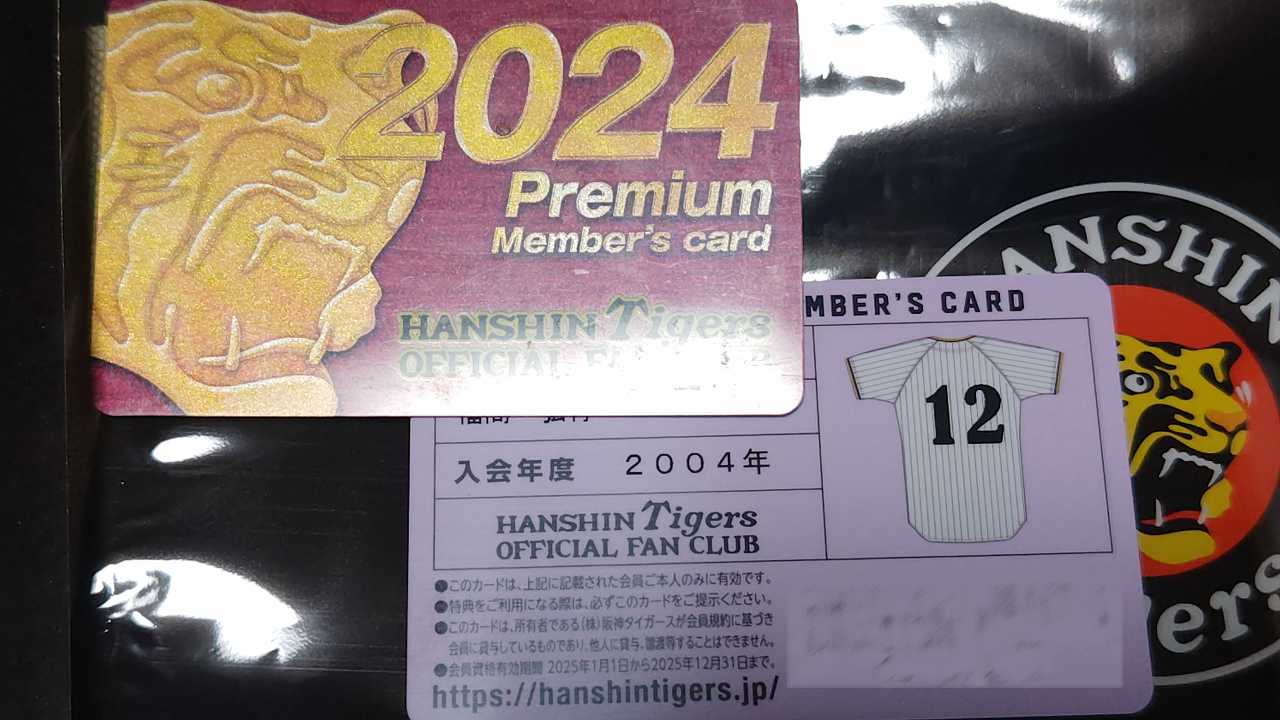 2024
Premium
Member's card
HANSHIN Tigers
OFFICIAL
HANSHIN
MBER'S CARD
12
入会年度 2004年
HANSHIN Tigers
OFFICIAL FAN CLUB
●このカードは、上記に記載された会員ご本人のみに有効です。
●特典をご利用になる際は、必ずこのカードをご提示ください。
●このカードは、所有者である(株)阪神タイガースが会員規約に基づき
会員に貸与しているものであり、他人に貸与、譲渡等することはできません。
●会員資格有効期間 2025年1月1日から2025年12月31日まで。
https://hanshintigers.jp/
gers